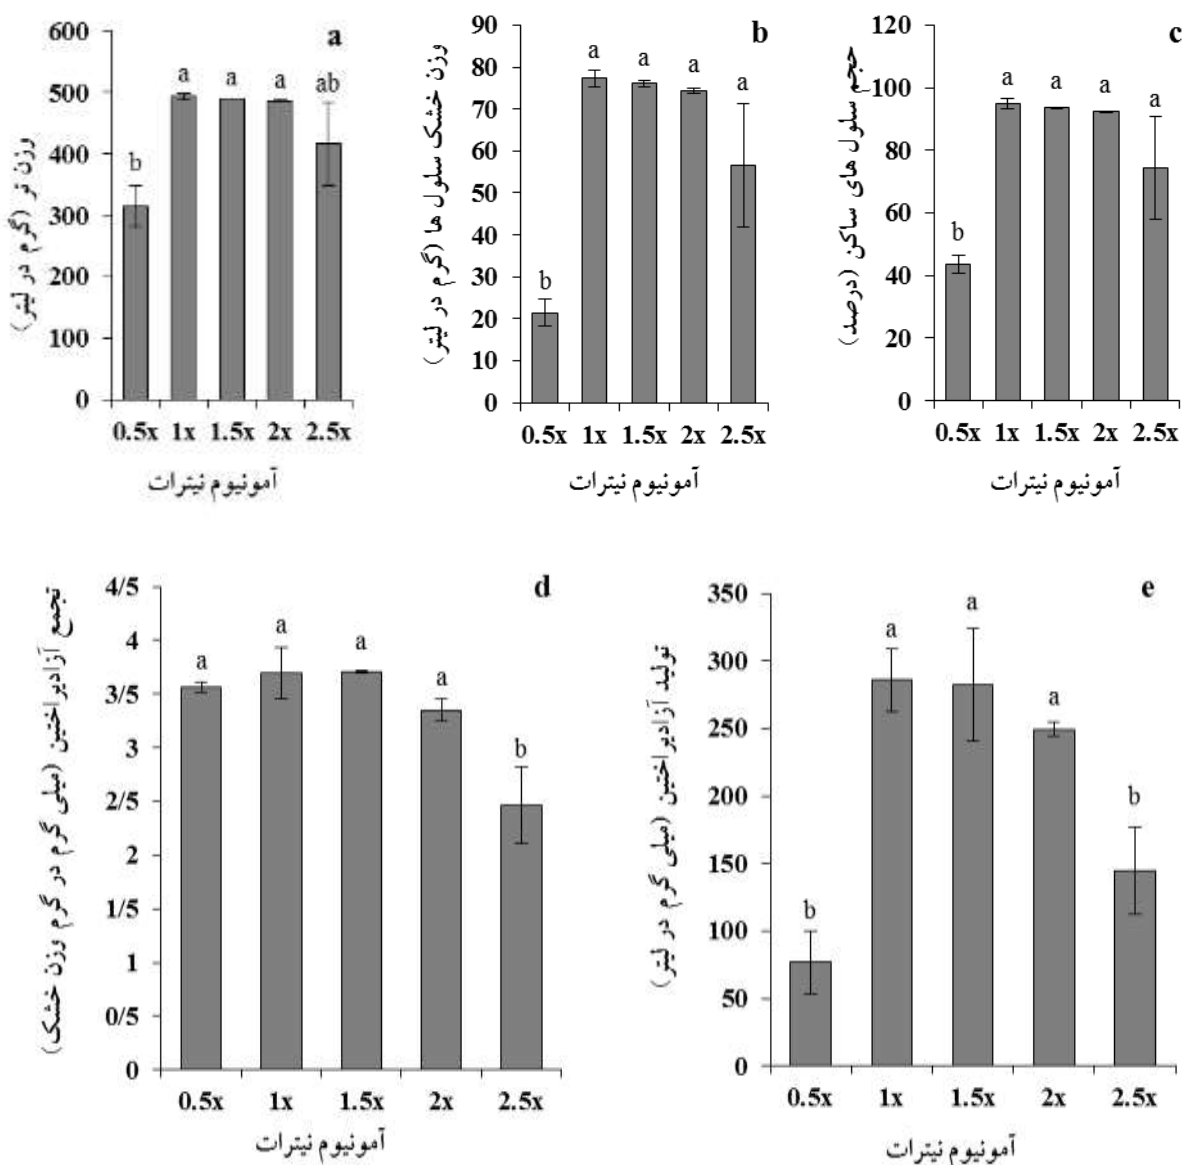 a
وزن تر (گرم در لیتر)
600
500
400
300
200
100
0
b
a
a
a
ab
0.5x 1x 1.5x 2x 2.5x
آمونیوم نیترات
b
وزن خشک سلول ها (گرم در لیتر)
90
80
70
60
50
40
30
20
10
0
b
a
a
a
a
0.5x 1x 1.5x 2x 2.5x
آمونیوم نیترات
c
حجم سلول های ساکن (درصد)
120
100
80
60
40
20
0
b
a
a
a
a
0.5x 1x 1.5x 2x 2.5x
آمونیوم نیترات
d
تجمع آزادیراختین (میلی گرم در گرم وزن خشک)
4/5
4
3/5
3
2/5
2
1/5
1
0/5
0
a
a
a
a
b
0.5x 1x 1.5x 2x 2.5x
آمونیوم نیترات
e
تولید آزادیراختین (میلی گرم در لیتر)
350
300
250
200
150
100
50
0
b
a
a
a
b
0.5x 1x 1.5x 2x 2.5x
آمونیوم نیترات